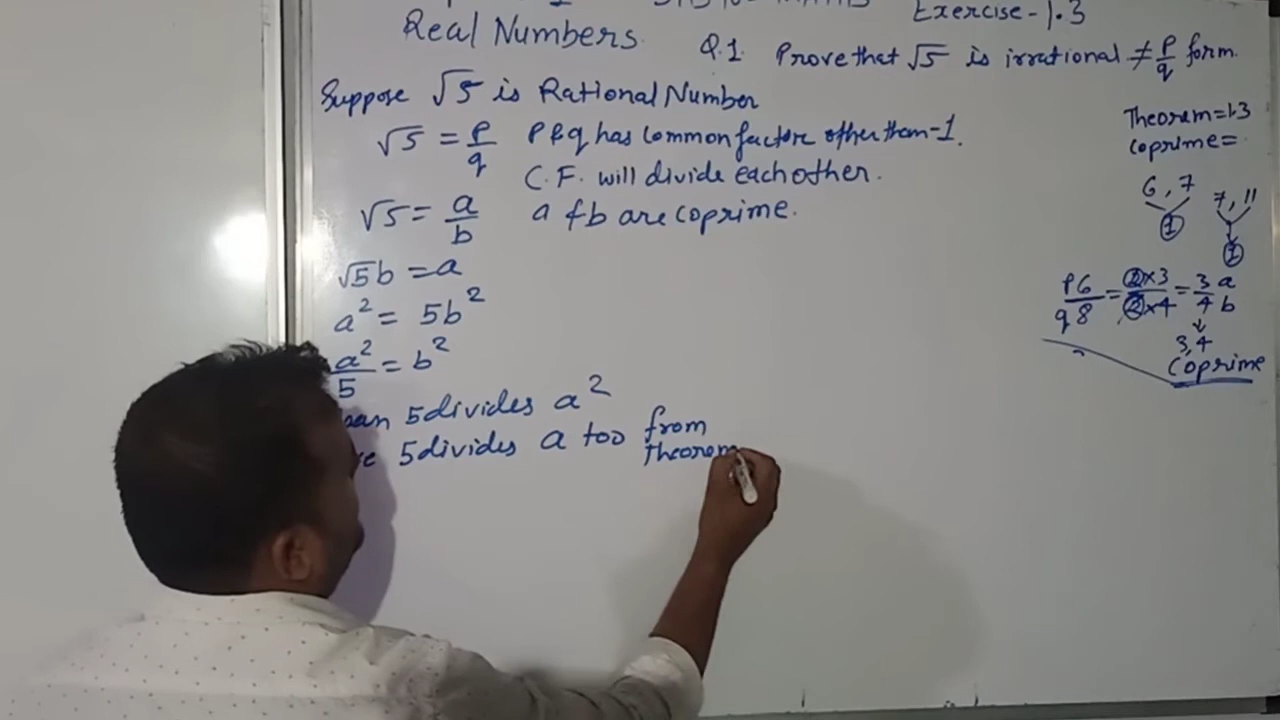 Real Numbers.
Exercise-1.3
Q.1. Prove that √5 is irrational ≠ p/q form.
Suppose √5 is Rational Number
√5 = p/q P & q has common factor other than -1.
C.F. will divide each other.
√5 = a/b a & b are coprime.
√5b = a
a² = 5b²
a²/5 = b²
5 divides a²
5 divides a too from
theorem
Theorem = 1.3
coprime =
6, 7
1
7, 11
1
P6/q8 = 2×3/2×4 = 3/4 a/b
3, 4
Coprime